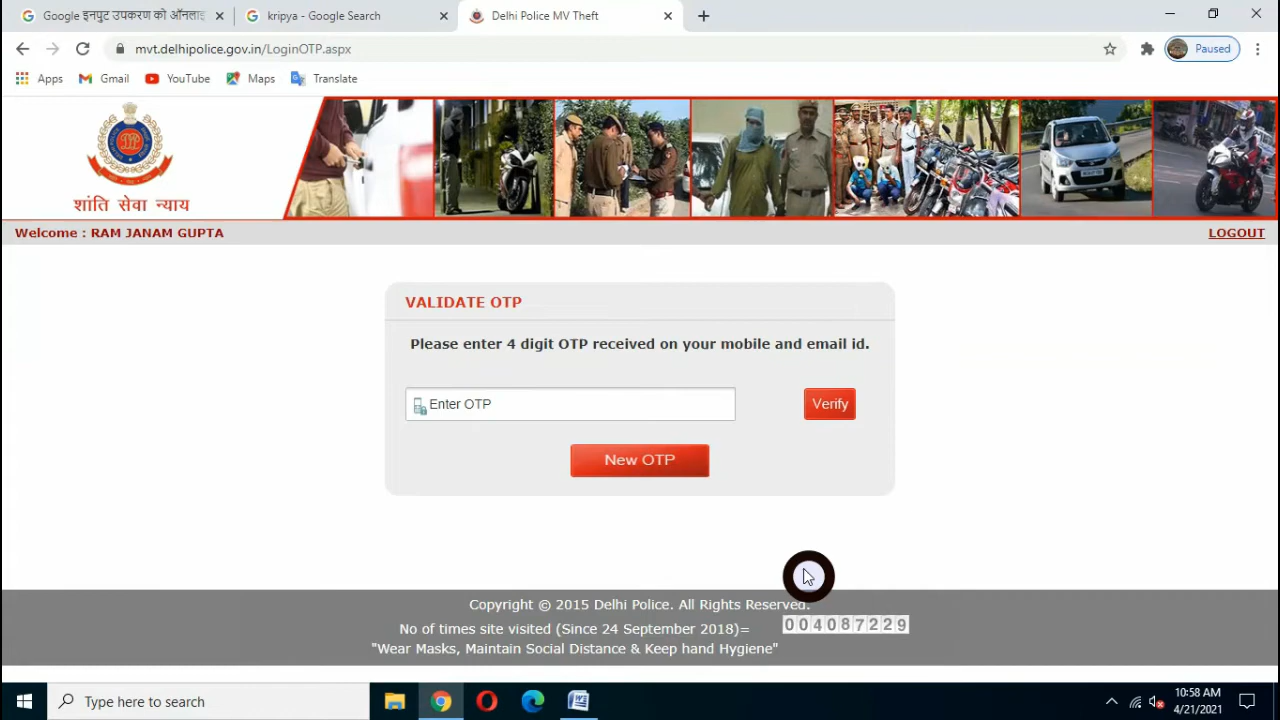 Google इनपुट उपकरण को ऑनलाइ
kripya - Google Search
Delhi Police MV Theft
mvt.delhipolice.gov.in/LoginOTP.aspx
Paused
Apps
Gmail
YouTube
Maps
Translate
शांति सेवा न्याय
Welcome : RAM JANAM GUPTA
LOGOUT
VALIDATE OTP
Please enter 4 digit OTP received on your mobile and email id.
Enter OTP
Verify
New OTP
Copyright © 2015 Delhi Police. All Rights Reserved.
No of times site visited (Since 24 September 2018)= 004087229
"Wear Masks, Maintain Social Distance & Keep hand Hygiene"
Type here to search
10:58 AM
4/21/2021